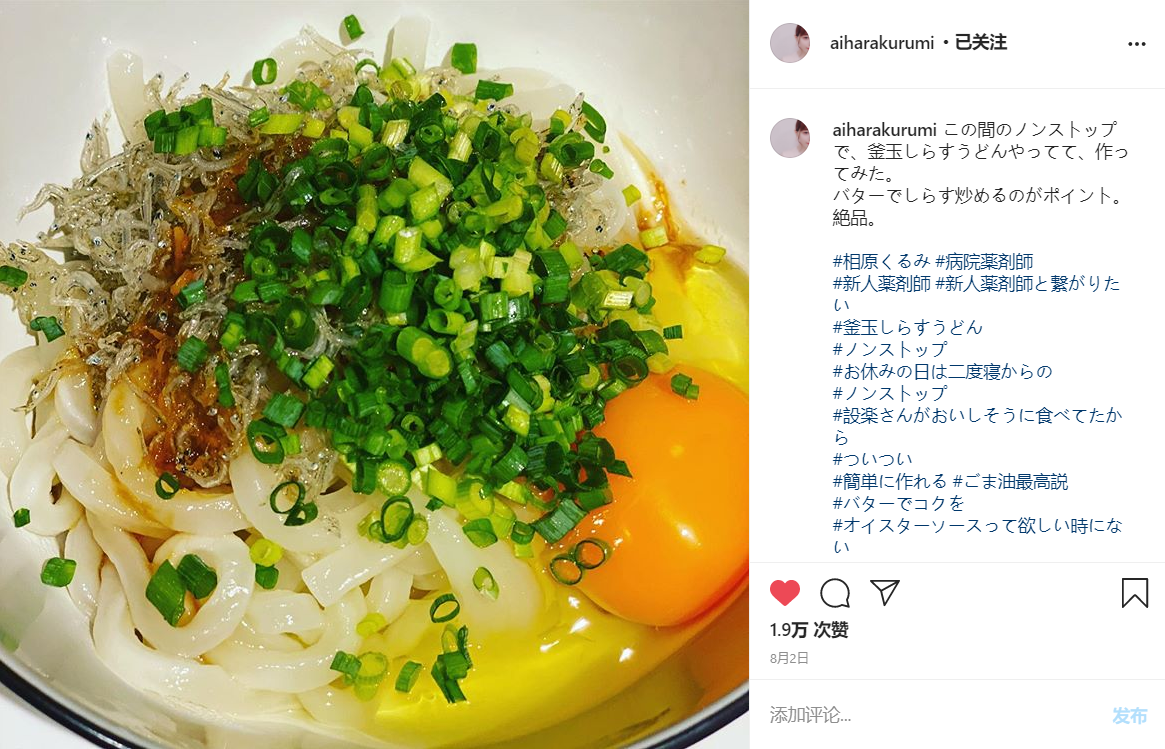 aiharakurumi • 已关注
aiharakurumi この間のノンストップ
で、釜玉しらすうどんやってて、作っ
てみた。
バターでしらす炒めるのがポイント。
絶品。
#相原くるみ #病院薬剤師
#新人薬剤師 #新人薬剤師と繋がりた
い
#釜玉しらすうどん
#ノンストップ
#お休みの日は二度寝からの
#ノンストップ
#設楽さんがおいしそうに食べてたか
ら
#ついつい
#簡単に作れる #ごま油最高説
#バターでコクを
#オイスターソースって欲しい時にな
い
1.9万 次赞
8月2日
添加评论...
发布